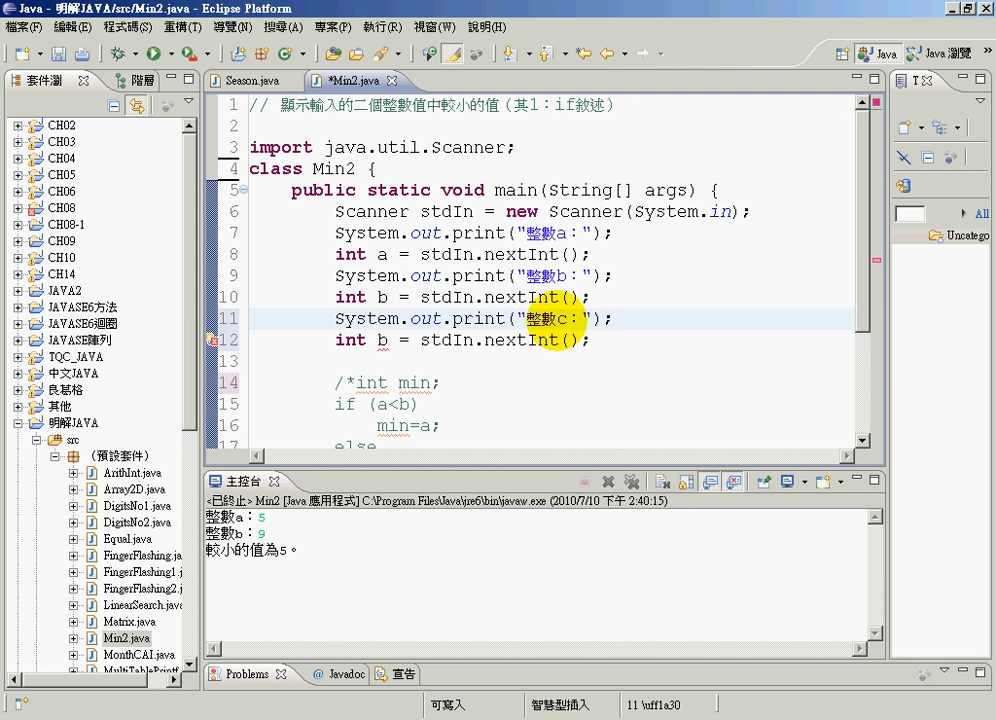 Java - 明解JAVA/src/Min2.java - Eclipse Platform
檔案(F) 編輯(E) 程式碼(S) 重構(T) 導覽(N) 搜尋(A) 專案(P) 執行(R) 視窗(W) 說明(H)
Java Java 瀏覽 »
套件瀏 階層
CH02
CH03
CH04
CH05
CH06
CH08
CH08-1
CH09
CH10
CH14
JAVA2
JAVASE6方法
JAVASE6迴圈
JAVASE陣列
TQC_JAVA
中文JAVA
良葛格
其他
明解JAVA
src
(預設套件)
ArithInt.java
Array2D.java
DigitsNo1.java
DigitsNo2.java
Equal.java
FingerFlashing.ja
FingerFlashing1.j
FingerFlashing2.j
LinearSearch.java
Matrix.java
Min2.java
MonthCAI.java
MultiTablePrintf
Season.java *Min2.java
1 // 顯示輸入的二個整數值中較小的值(其1：if敘述)
2
3 import java.util.Scanner;
4 class Min2 {
5 public static void main(String[] args) {
6 Scanner stdIn = new Scanner(System.in);
7 System.out.print("整數a：");
8 int a = stdIn.nextInt();
9 System.out.print("整數b：");
10 int b = stdIn.nextInt();
11 System.out.print("整數c：");
12 int b = stdIn.nextInt();
13
14 /*int min;
15 if (a<b)
16 min=a;
17 else
T
All
Uncatego
主控台
<已終止> Min2 [Java 應用程式] C:\Program Files\Java\jre6\bin\javaw.exe (2010/7/10 下午 2:40:15)
整數a：5
整數b：9
較小的值為5。
Problems @ Javadoc 宣告
可寫入 智慧型插入 11 \uff1a30